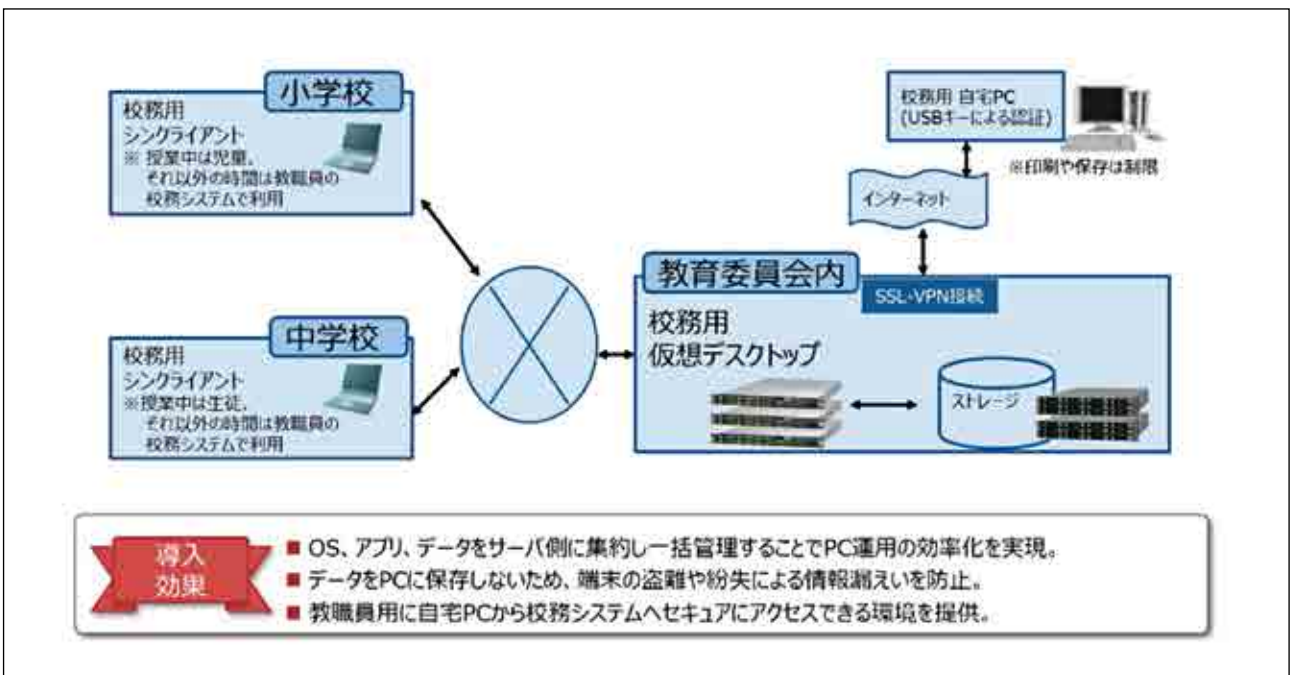 小学校
校務用
シンクライアント
※ 授業中は児童、
それ以外の時間は教職員の
校務システムで利用
中学校
校務用
シンクライアント
※授業中は生徒、
それ以外の時間は教職員の
校務システムで利用
校務用 自宅PC
(USBキーによる認証)
※印刷や保存は制限
インターネット
教育委員会内
SSL-VPN接続
校務用
仮想デスクトップ
ストレージ
導入
効果
■ OS、アプリ、データをサーバ側に集約し一括管理することでPC運用の効率化を実現。
■ データをPCに保存しないため、端末の盗難や紛失による情報漏えいを防止。
■ 教職員用に自宅PCから校務システムへセキュアにアクセスできる環境を提供。